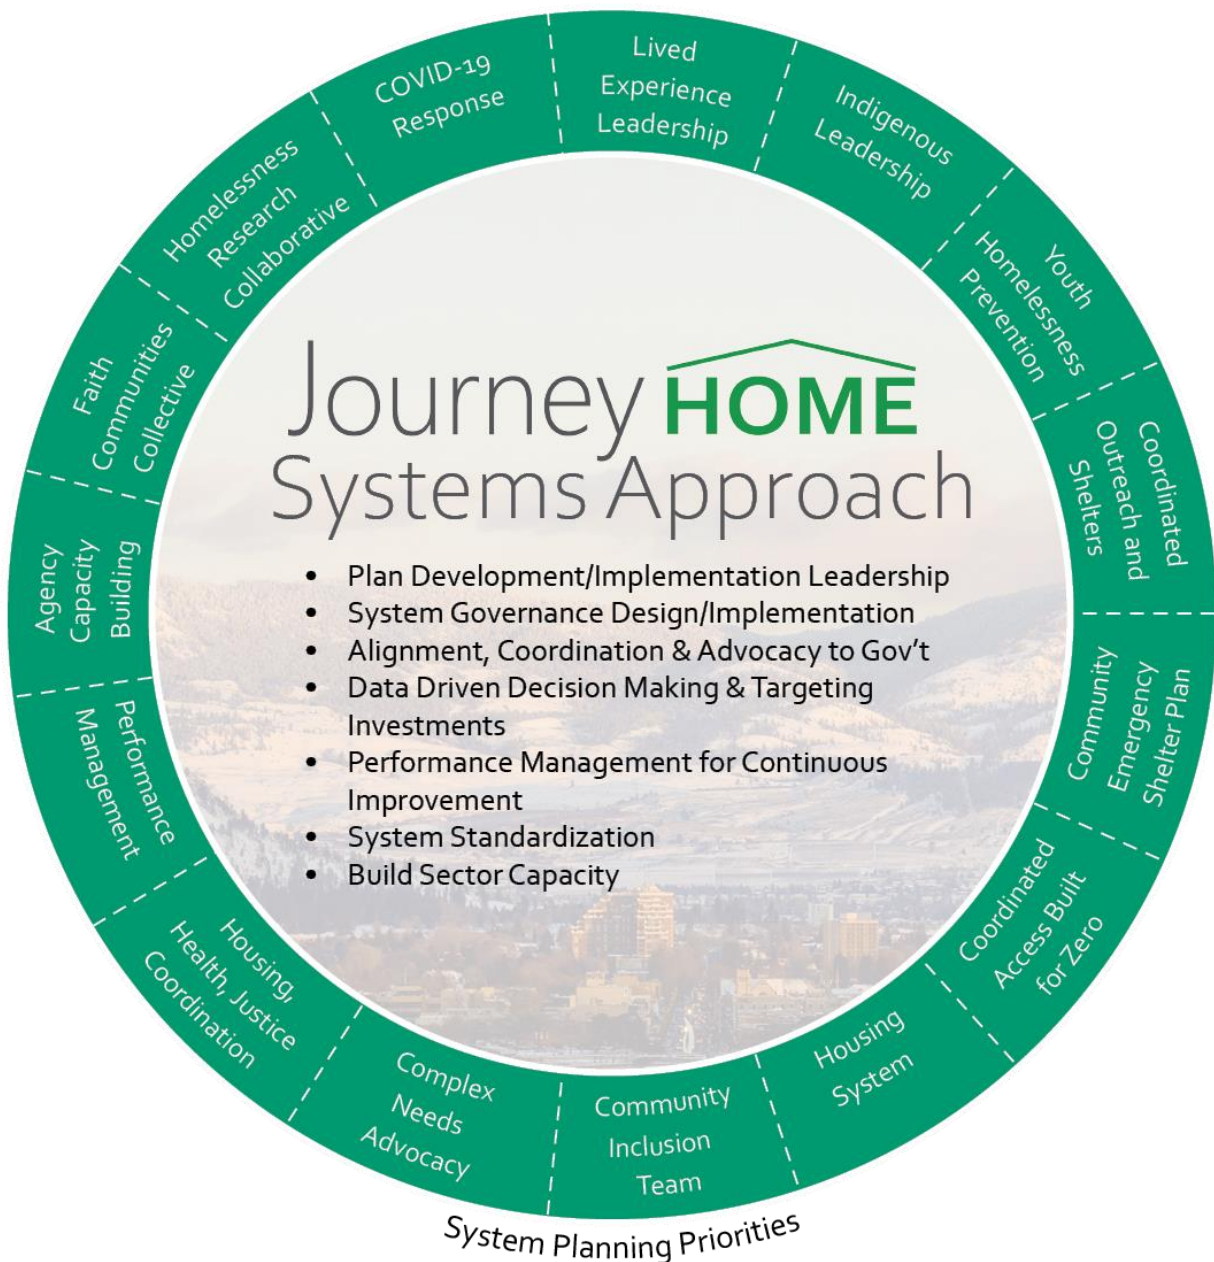 Lived
Experience
Leadership
Indigenous
Leadership
Youth
Homelessness
Prevention
Coordinated
Outreach and
Shelters
Community
Emergency
Shelter Plan
Coordinated
Access Built
for Zero
Housing
System
Community
Inclusion
Team
Complex
Needs
Advocacy
Housing,
Health, Justice
Coordination
Performance
Management
Agency
Capacity
Building
Faith
Communities
Collective
Homelessness
Research
Collaborative
COVID-19
Response
Journey HOME
Systems Approach
• Plan Development/Implementation Leadership
• System Governance Design/Implementation
• Alignment, Coordination & Advocacy to Gov't
• Data Driven Decision Making & Targeting
Investments
• Performance Management for Continuous
Improvement
• System Standardization
• Build Sector Capacity
System Planning Priorities